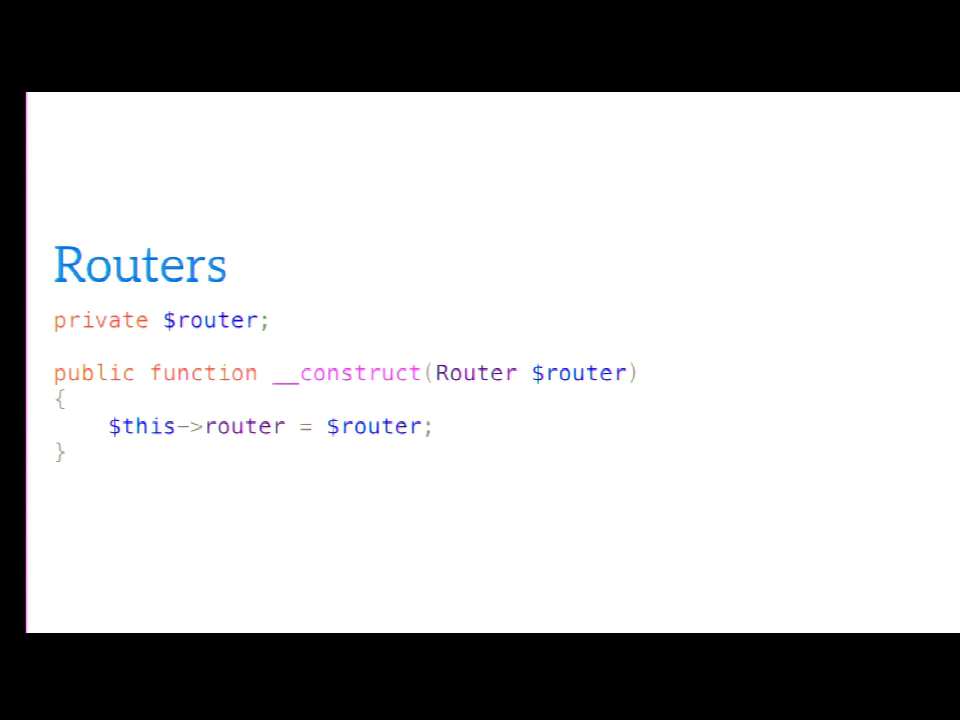 Routers
private $router;
public function __construct(Router $router)
{
    $this->router = $router;
}